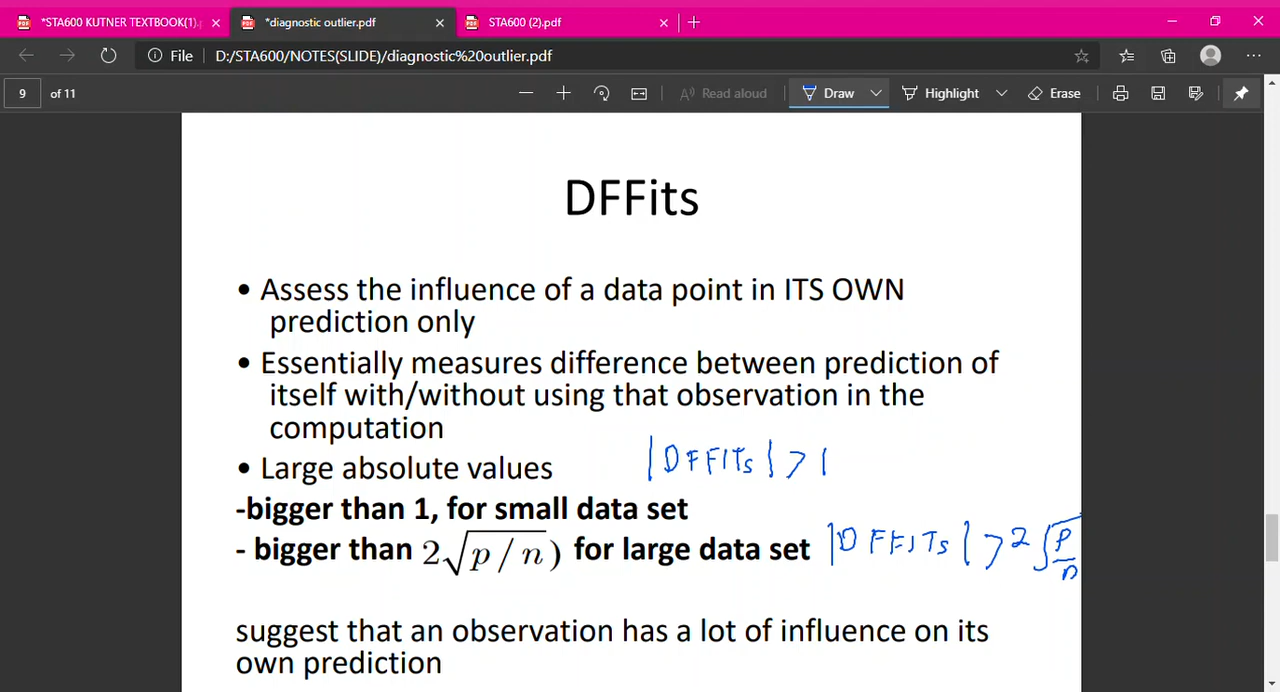 *STA600 KUTNER TEXTBOOK(1).
*diagnostic outlier.pdf
STA600 (2).pdf
File
D:/STA600/NOTES(SLIDE)/diagnostic%20outlier.pdf
9 of 11
Read aloud
Draw
Highlight
Erase
DFFits
• Assess the influence of a data point in ITS OWN
prediction only
• Essentially measures difference between prediction of
itself with/without using that observation in the
computation
• Large absolute values |DFFITs| > 1
-bigger than 1, for small data set
- bigger than 2√p / n) for large data set |DFFITs| > 2√p/n
suggest that an observation has a lot of influence on its
own prediction